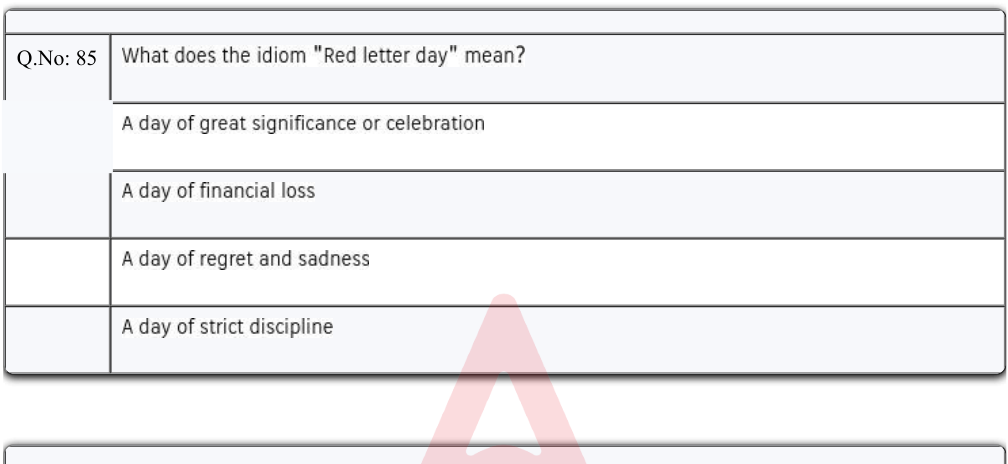 Q.No: 85
What does the idiom "Red letter day" mean?
A day of great significance or celebration
A day of financial loss
A day of regret and sadness
A day of strict discipline